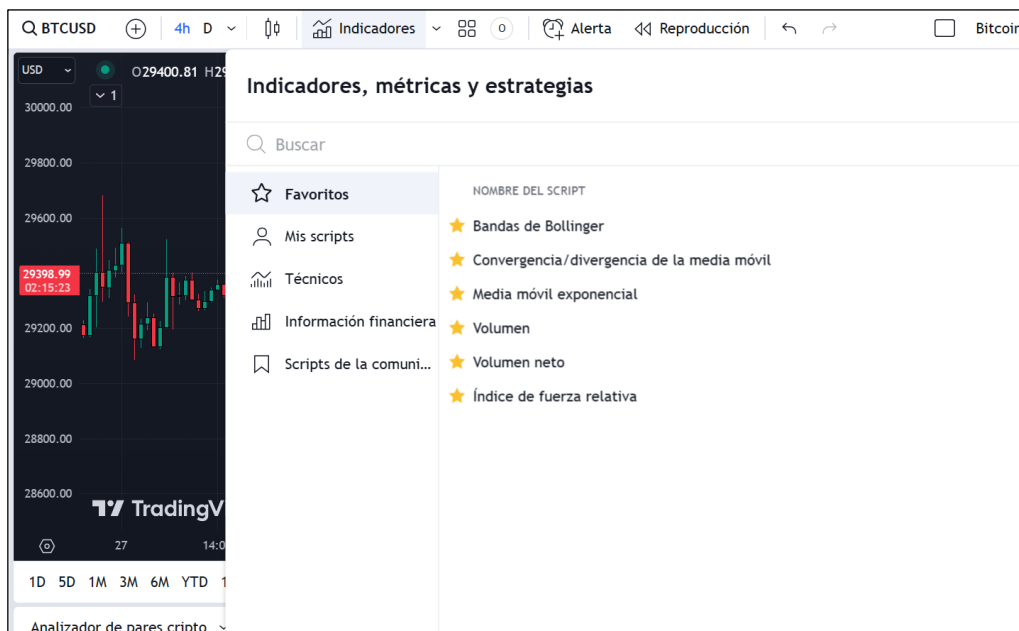 BTCUSD 4h D Indicadores 0 Alerta Reproducción Bitcoin
USD O29400.81 H29
1
30000.00
29800.00
29600.00
29398.99
02:15:23
29200.00
29000.00
28800.00
28600.00
TradingV
27 14:0
1D 5D 1M 3M 6M YTD 1
Analizador de pares cripto
Indicadores, métricas y estrategias
Buscar
Favoritos
Mis scripts
Técnicos
Información financiera
Scripts de la comuni...
NOMBRE DEL SCRIPT
Bandas de Bollinger
Convergencia/divergencia de la media móvil
Media móvil exponencial
Volumen
Volumen neto
Índice de fuerza relativa